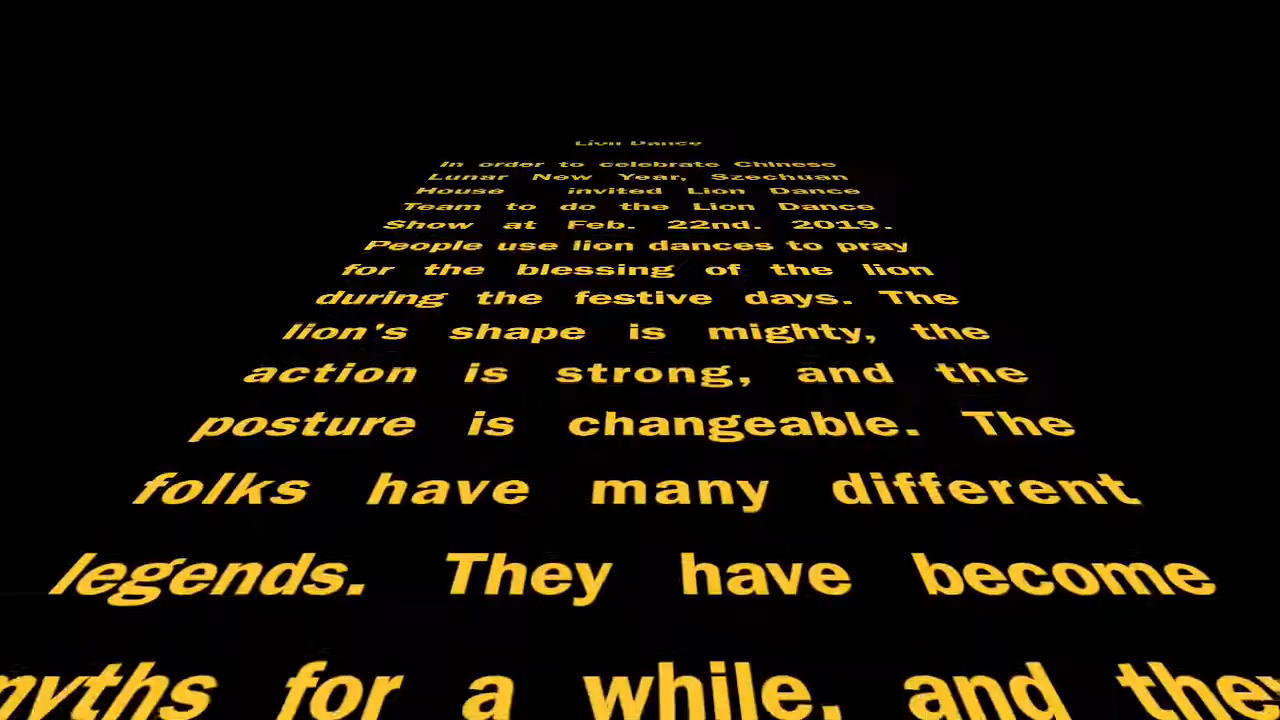 Lion Dance
In order to celebrate Chinese
Lunar New Year, Szechuan
House invited Lion Dance
Team to do the Lion Dance
Show at Feb. 22nd. 2019.
People use lion dances to pray
for the blessing of the lion
during the festive days. The
lion's shape is mighty, the
action is strong, and the
posture is changeable. The
folks have many different
legends. They have become
myths for a while, and they